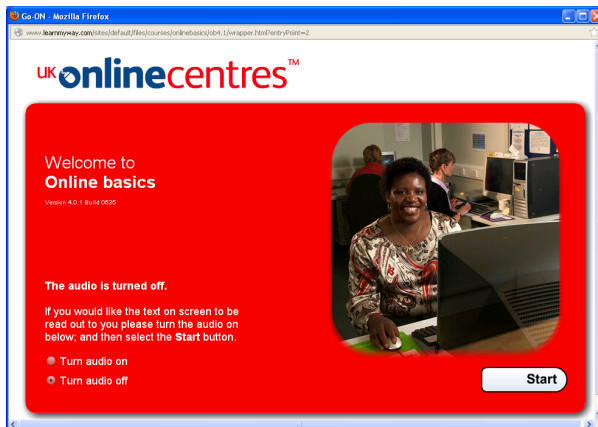 Go-ON - Mozilla Firefox
www.learnmyway.com/sites/default/files/courses/onlinebasics/ob4.1/wrapper.html?entryPoint=2
UK onlinecentres™
Welcome to
Online basics
Version 4.0.1 Build 0535
The audio is turned off.
If you would like the text on screen to be
read out to you please turn the audio on
below; and then select the Start button.
Turn audio on
Turn audio off
Start